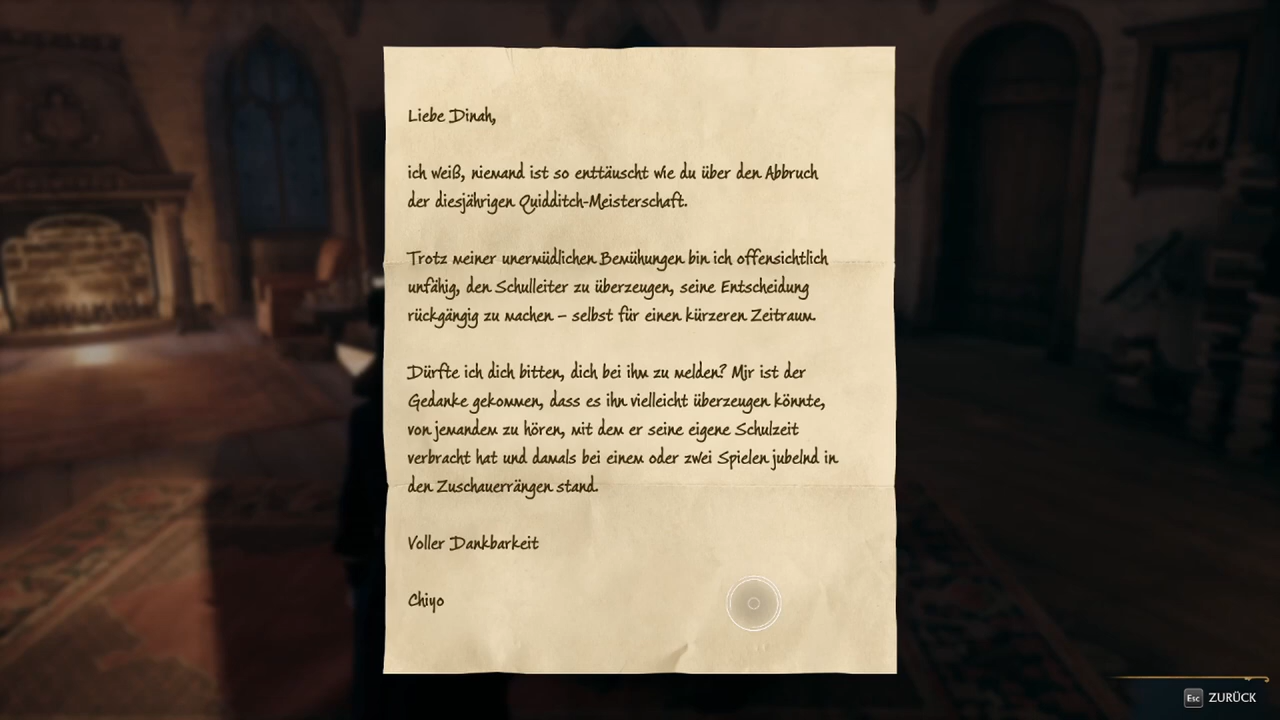 Liebe Dinah,
ich weiß, niemand ist so enttäuscht wie du über den Abbruch
der diesjährigen Quidditch-Meisterschaft.
Trotz meiner unermüdlichen Bemühungen bin ich offensichtlich
unfähig, den Schulleiter zu überzeugen, seine Entscheidung
rückgängig zu machen – selbst für einen kürzeren Zeitraum.
Dürfte ich dich bitten, dich bei ihm zu melden? Mir ist der
Gedanke gekommen, dass es ihn vielleicht überzeugen könnte,
von jemandem zu hören, mit dem er seine eigene Schulzeit
verbracht hat und damals bei einem oder zwei Spielen jubelnd in
den Zuschauerrängen stand.
Voller Dankbarkeit
Chiyo
Esc ZURÜCK